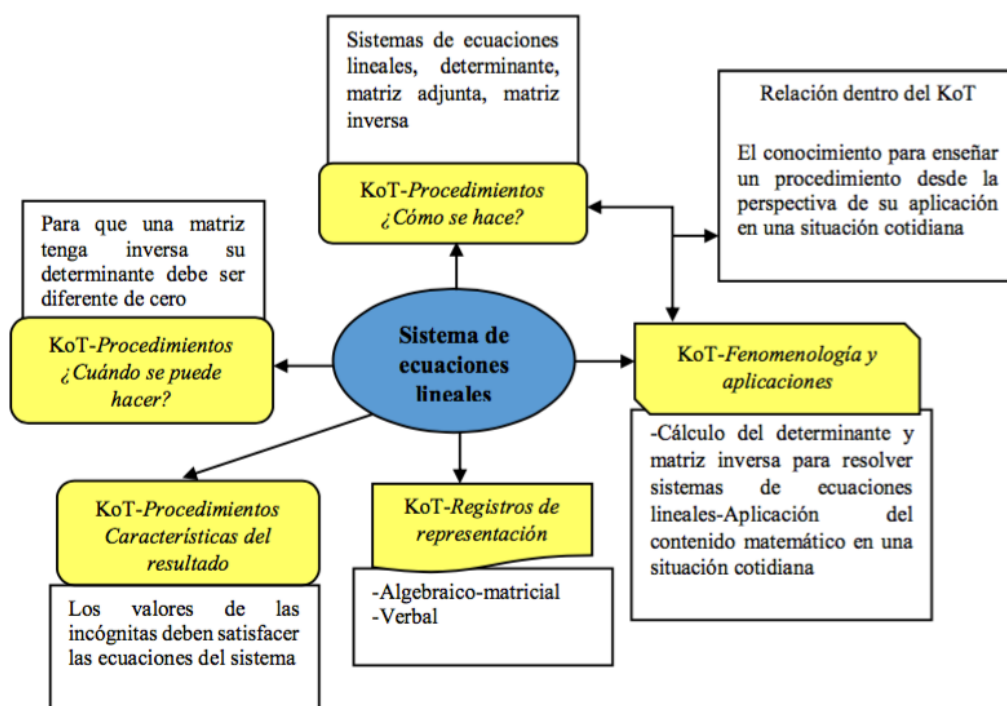 Sistemas de ecuaciones
lineales, determinante,
matriz adjunta, matriz
inversa
KoT-Procedimientos
¿Cómo se hace?
Relación dentro del KoT
El conocimiento para enseñar
un procedimiento desde la
perspectiva de su aplicación
en una situación cotidiana
Para que una matriz
tenga inversa su
determinante debe ser
diferente de cero
KoT-Procedimientos
¿Cuándo se puede
hacer?
Sistema de
ecuaciones
lineales
KoT-Fenomenología y
aplicaciones
-Cálculo del determinante y
matriz inversa para resolver
sistemas de ecuaciones
lineales-Aplicación del
contenido matemático en una
situación cotidiana
KoT-Procedimientos
Características del
resultado
Los valores de las
incógnitas deben satisfacer
las ecuaciones del sistema
KoT-Registros de
representación
-Algebraico-matricial
-Verbal